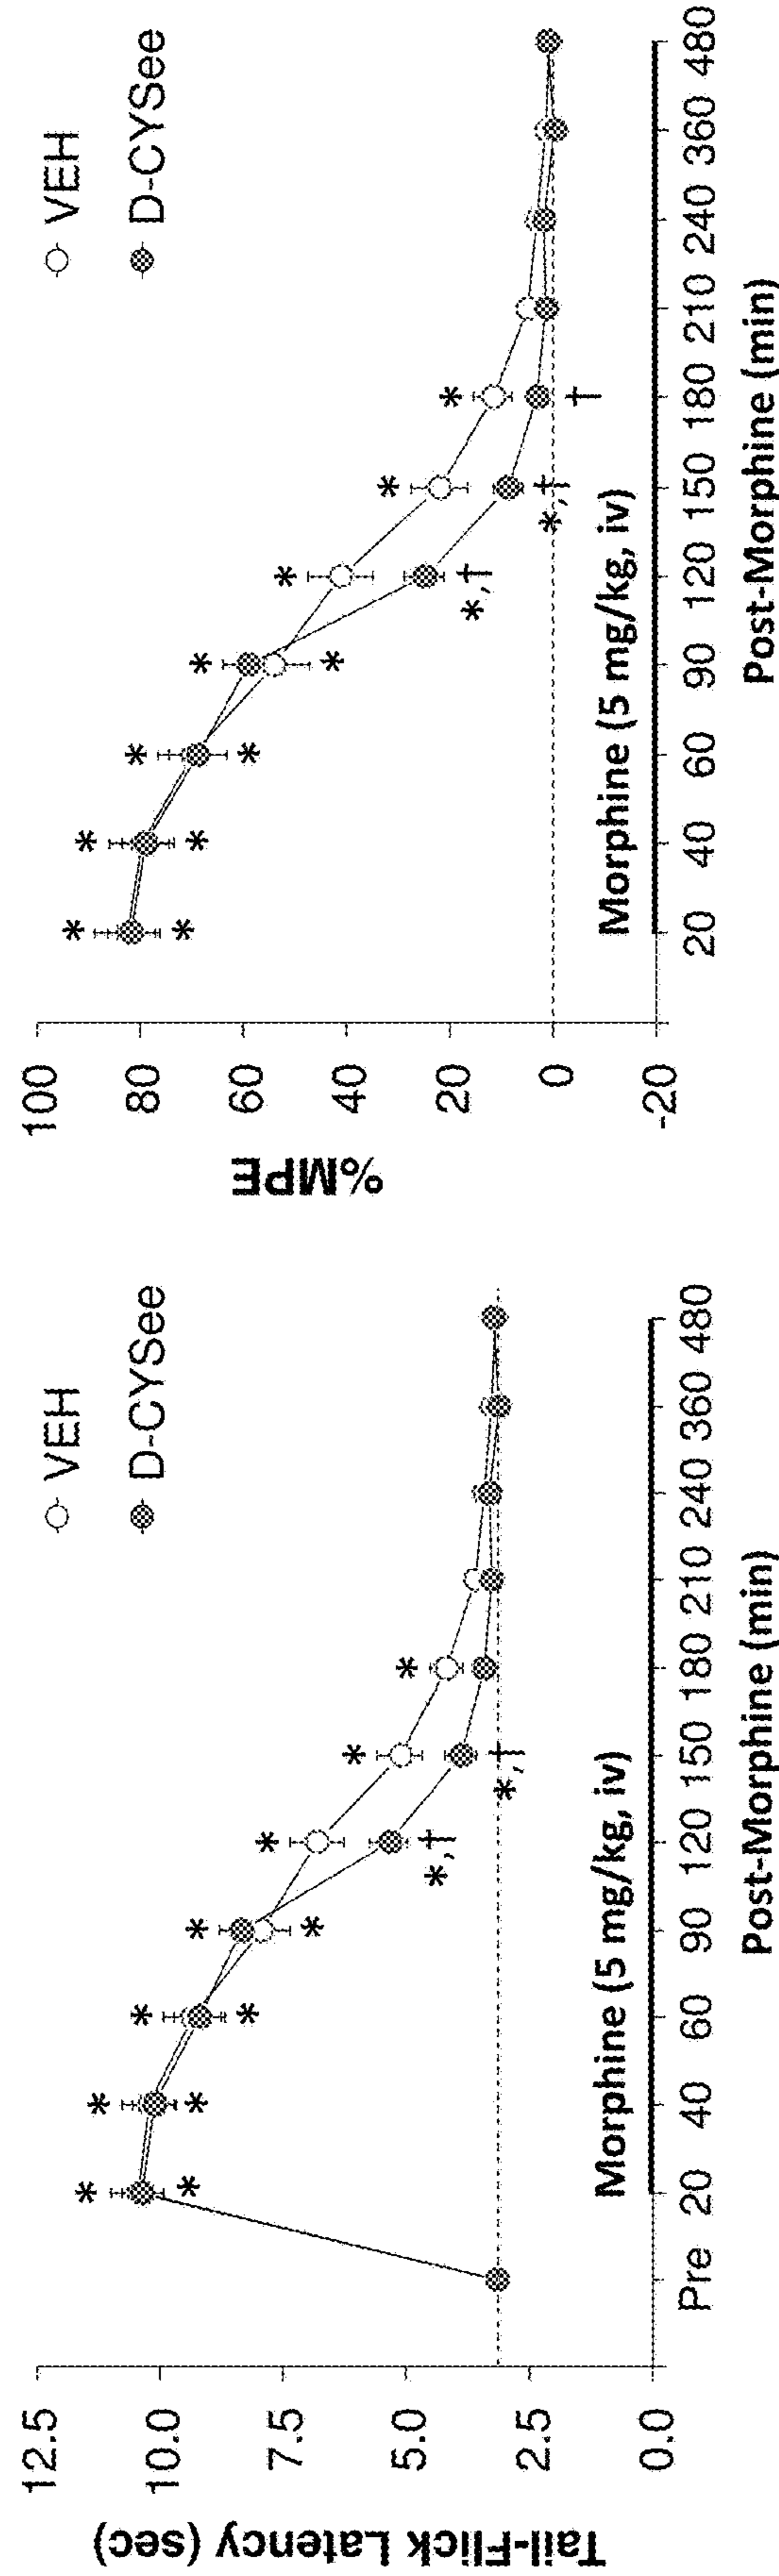 Tail-Flick Latency (sec)
12.5
10.0
7.5
5.0
2.5
0.0
VEH
D-CYSee
* * * * * * *
* * * * *,† *,†
Morphine (5 mg/kg, iv)
Pre 20 40 60 90 120 150 180 210 240 360 480
Post-Morphine (min)
%MPE
100
80
60
40
20
0
-20
VEH
D-CYSee
* * * * * * *
* * * * *,† *,† †
Morphine (5 mg/kg, iv)
20 40 60 90 120 150 180 210 240 360 480
Post-Morphine (min)